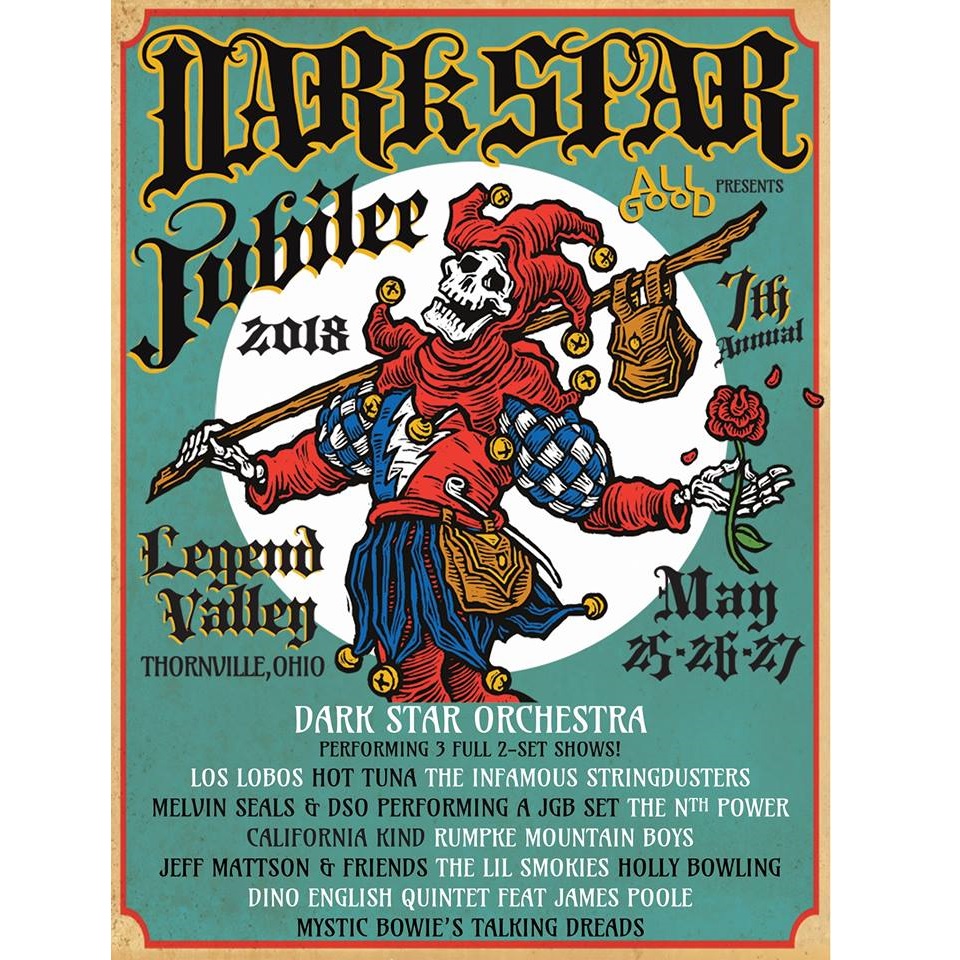 DARK STAR
Jubilee
ALL GOOD PRESENTS
2018
7th
Annual
Legend
Valley
THORNVILLE, OHIO
May
25·26·27
DARK STAR ORCHESTRA
PERFORMING 3 FULL 2-SET SHOWS!
LOS LOBOS HOT TUNA THE INFAMOUS STRINGDUSTERS
MELVIN SEALS & DSO PERFORMING A JGB SET THE NTH POWER
CALIFORNIA KIND RUMPKE MOUNTAIN BOYS
JEFF MATTSON & FRIENDS THE LIL SMOKIES HOLLY BOWLING
DINO ENGLISH QUINTET FEAT JAMES POOLE
MYSTIC BOWIE'S TALKING DREADS